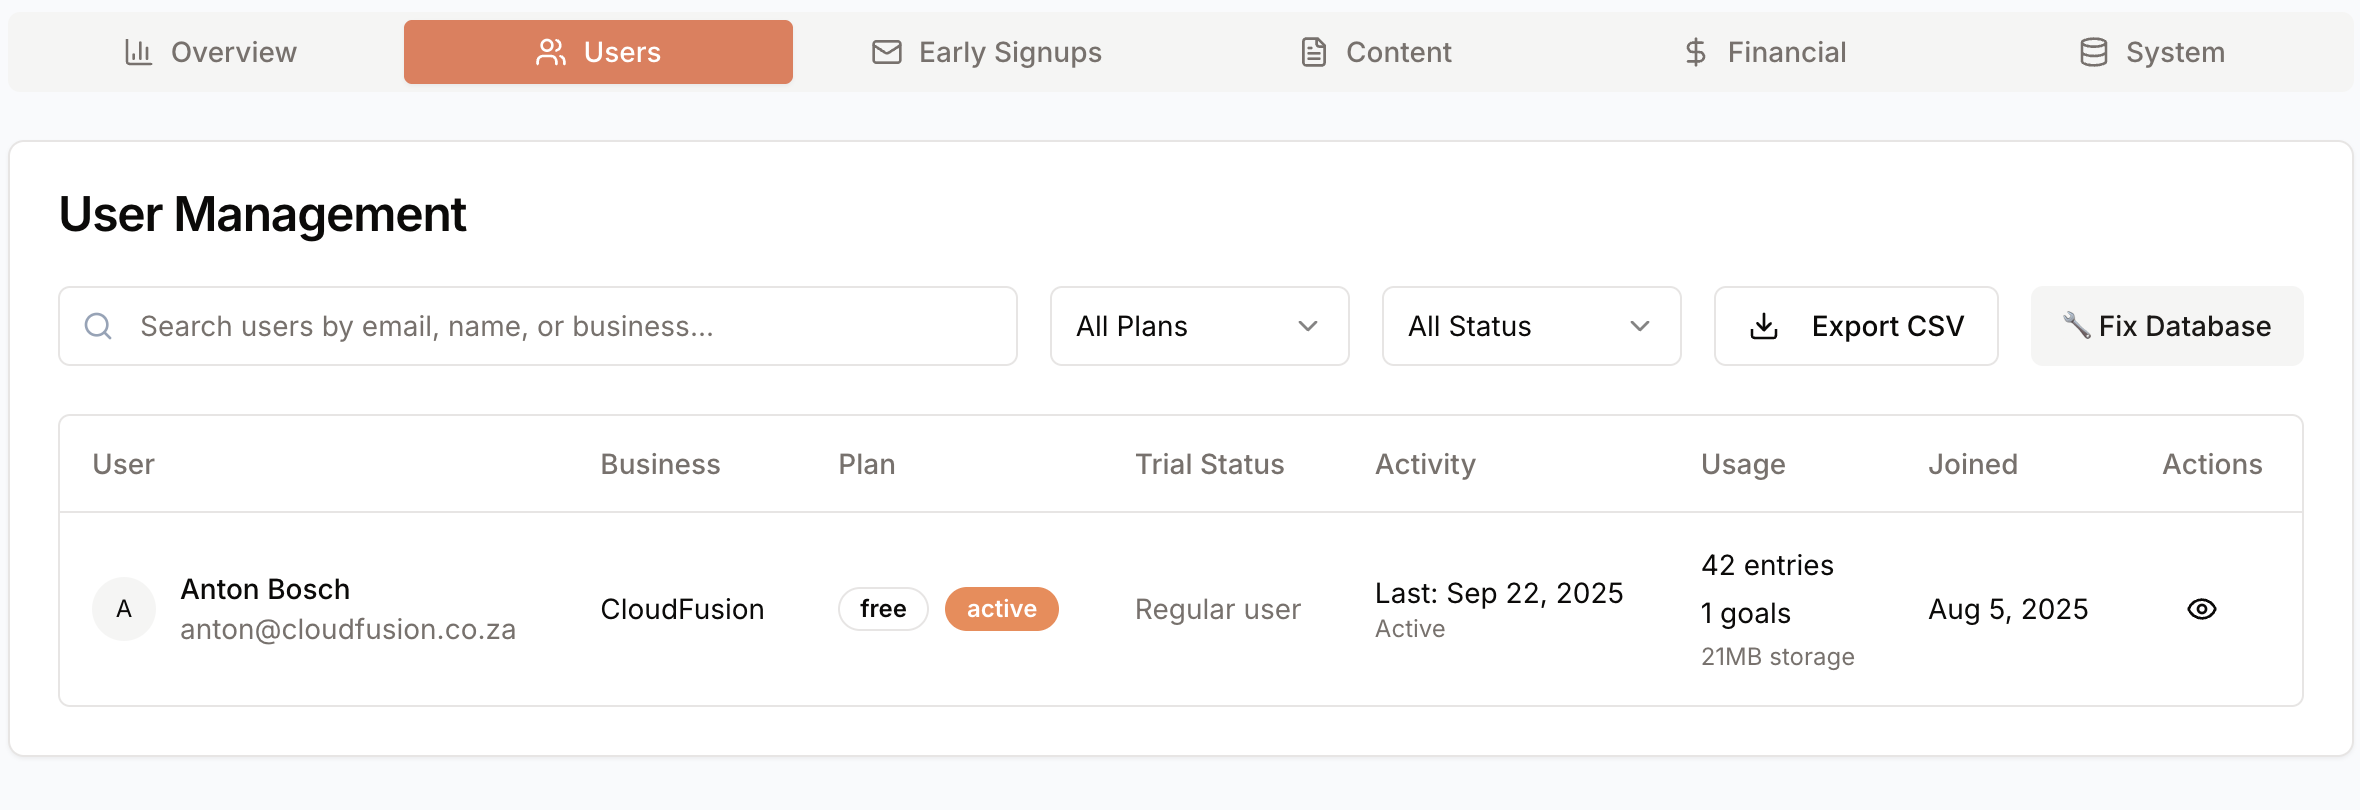 Overview Users Early Signups Content Financial System
User Management
Search users by email, name, or business... All Plans All Status Export CSV Fix Database
User Business Plan Trial Status Activity Usage Joined Actions
A
Anton Bosch
anton@cloudfusion.co.za
CloudFusion
free active
Regular user
Last: Sep 22, 2025
Active
42 entries
1 goals
21MB storage
Aug 5, 2025